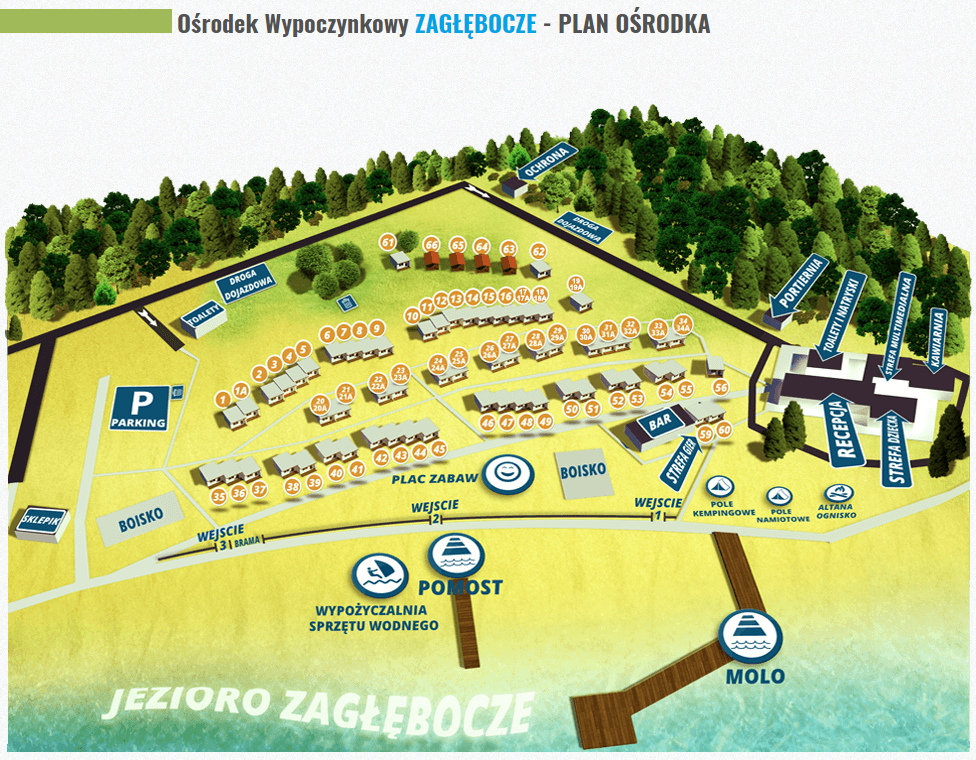 Ośrodek Wypoczynkowy ZAGŁĘBOCZE - PLAN OŚRODKA
OCHRONA
DROGA
DOJAZDOWA
61
66
65
64
63
62
PORTIERNIA
TOALETY I NATRYSKI
STREFA MULTIMEDIALNA
KAWIARNIA
DROGA
DOJAZDOWA
TOALETY
10
11
12
13
14
15
16
17
17A
18
18A
19
19A
6
7
8
9
1
1A
2
3
4
5
20
20A
21
21A
22
22A
23
23A
24
24A
25
25A
26
26A
27
27A
28
28A
29
29A
30
30A
31
31A
32
32A
33
33A
34
34A
P
PARKING
46
47
48
49
50
51
52
53
54
55
56
BAR
59
60
STREFA GIER
RECEPCJA
STREFA DZIECKA
35
36
37
38
39
40
41
42
43
44
45
PLAC ZABAW
BOISKO
SKLEPIK
BOISKO
WEJSCIE
3
BRAMA
WEJSCIE
2
WEJSCIE
1
POLE
KEMPINGOWE
POLE
NAMIOTOWE
ALTANA
OGNISKO
POMOST
WYPOŻYCZALNIA
SPRZĘTU WODNEGO
MOLO
JEZIORO ZAGŁĘBOCZE